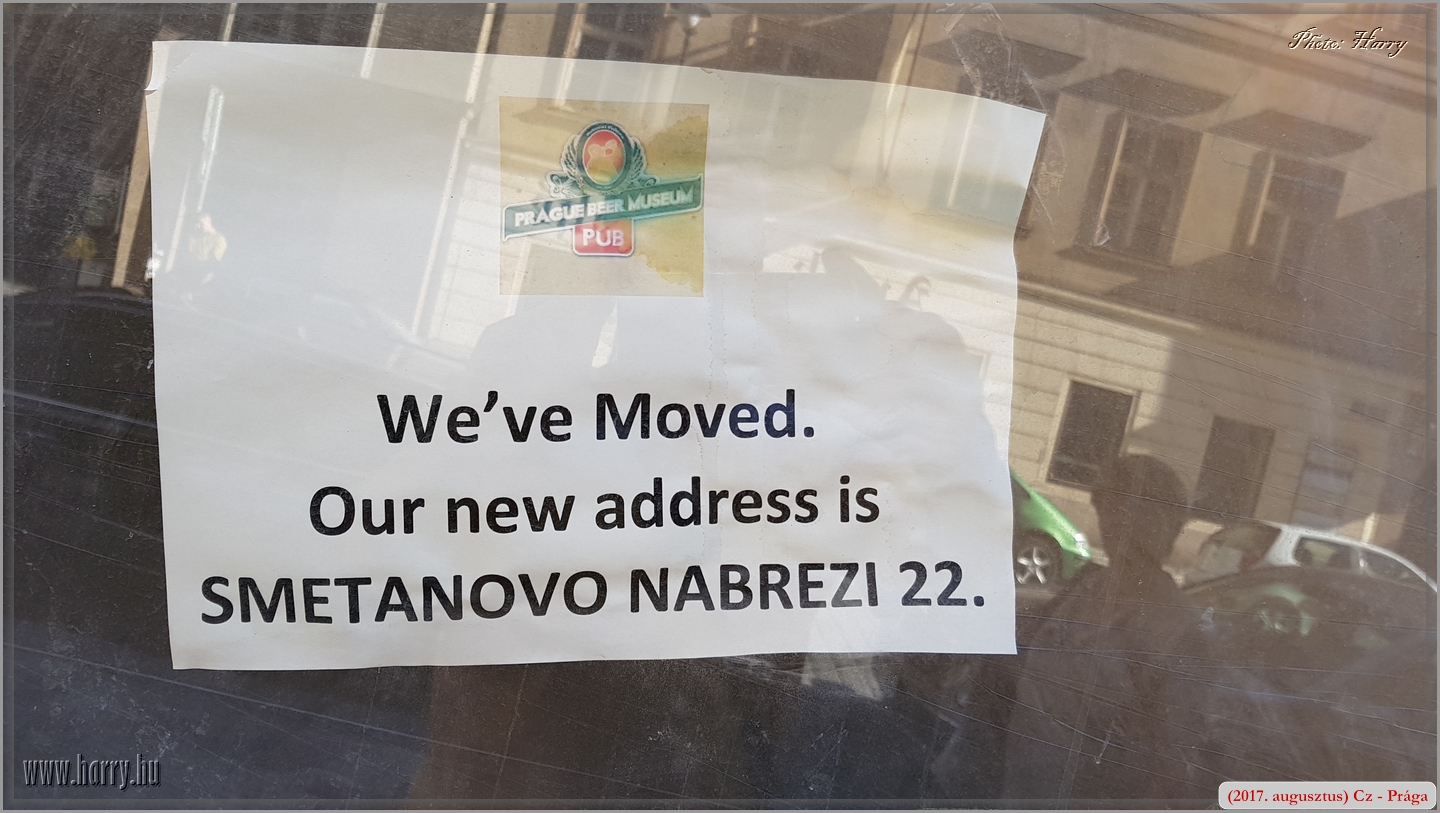 Photo: Harry
PRAGUE BEER MUSEUM
PUB
We’ve Moved.
Our new address is
SMETANOVO NABREZI 22.
www.harry.hu
(2017. augusztus) Cz - Prága